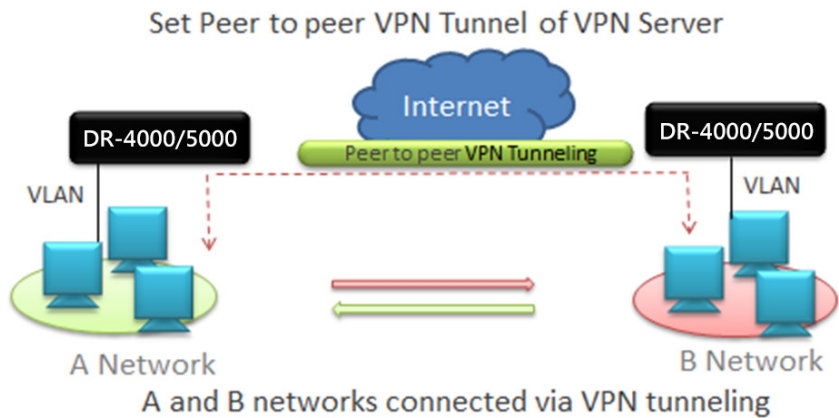 Set Peer to peer VPN Tunnel of VPN Server
Internet
DR-4000/5000
DR-4000/5000
Peer to peer VPN Tunneling
VLAN
VLAN
A Network
B Network
A and B networks connected via VPN tunneling